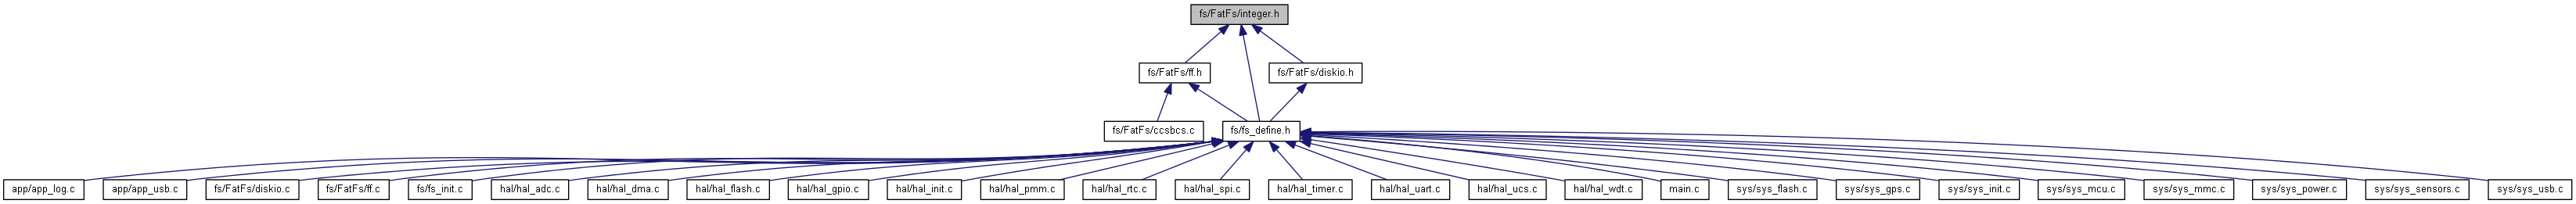 fs/FatFs/integer.h
fs/FatFs/ff.h
fs/FatFs/diskio.h
fs/FatFs/ccsbcs.c
fs/fs_define.h
app/app_log.c
app/app_usb.c
fs/FatFs/diskio.c
fs/FatFs/ff.c
fs/fs_init.c
hal/hal_adc.c
hal/hal_dma.c
hal/hal_flash.c
hal/hal_gpio.c
hal/hal_init.c
hal/hal_pmm.c
hal/hal_rtc.c
hal/hal_spi.c
hal/hal_timer.c
hal/hal_uart.c
hal/hal_ucs.c
hal/hal_wdt.c
main.c
sys/sys_flash.c
sys/sys_gps.c
sys/sys_init.c
sys/sys_mcu.c
sys/sys_mmc.c
sys/sys_power.c
sys/sys_sensors.c
sys/sys_usb.c